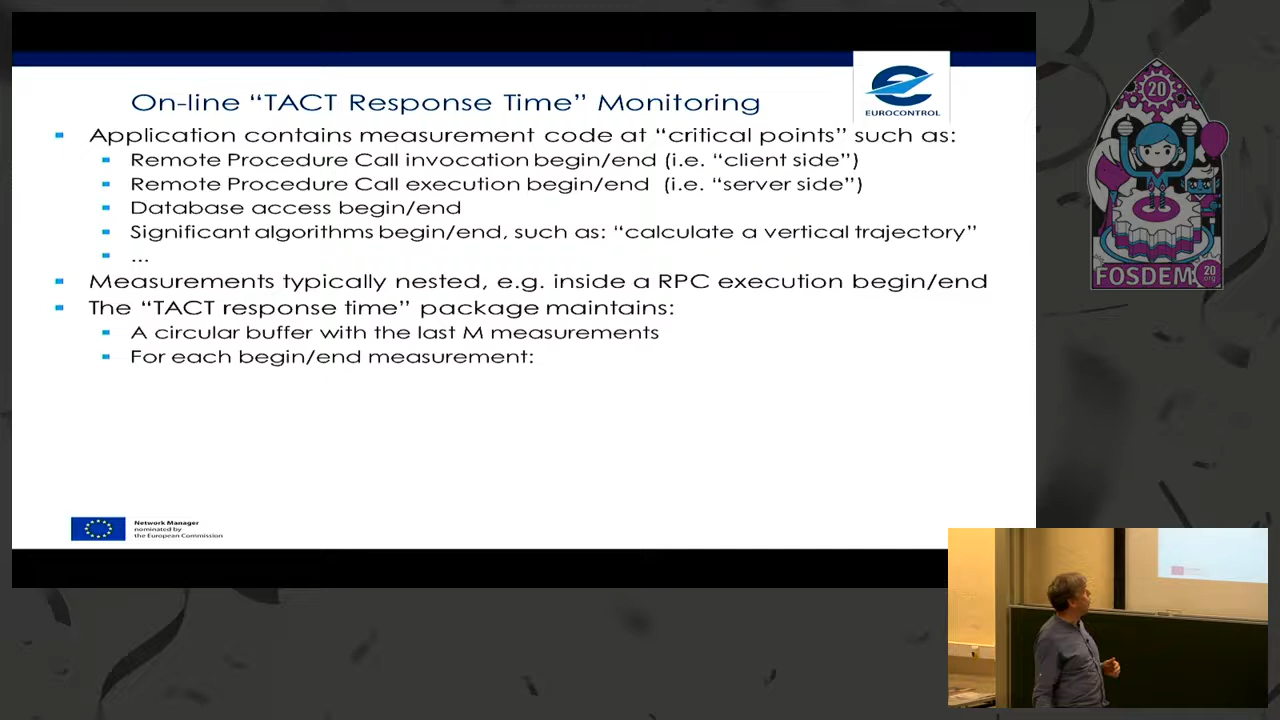 On-line “TACT Response Time” Monitoring
EUROCONTROL
Application contains measurement code at “critical points” such as:
Remote Procedure Call invocation begin/end (i.e. “client side”)
Remote Procedure Call execution begin/end (i.e. “server side”)
Database access begin/end
Significant algorithms begin/end, such as: “calculate a vertical trajectory”
...
Measurements typically nested, e.g. inside a RPC execution begin/end
The “TACT response time” package maintains:
A circular buffer with the last M measurements
For each begin/end measurement:
Network Manager
nominated by
the European Commission
20
FOSDEM 20
.org